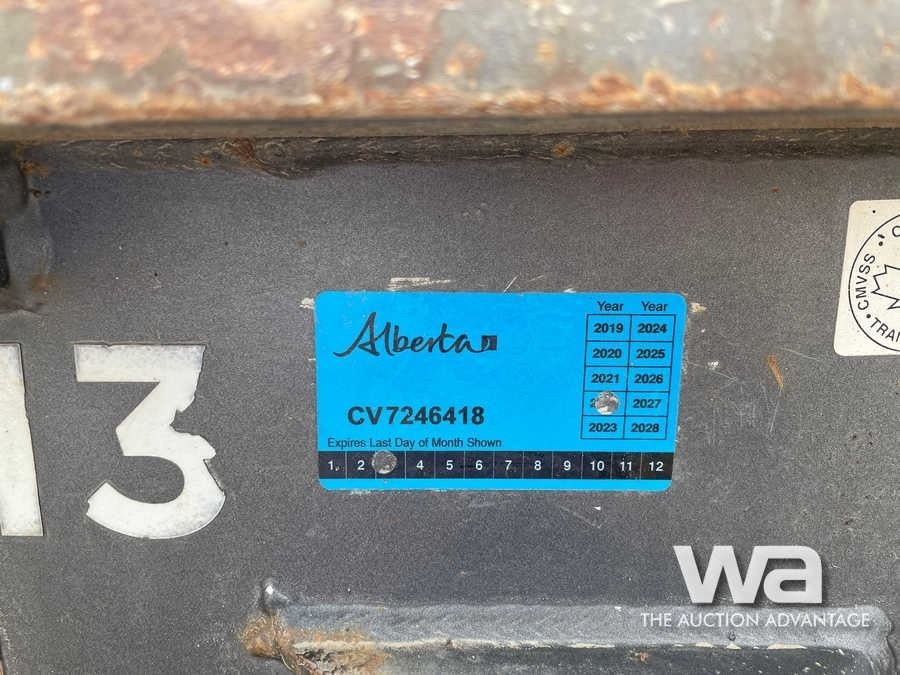 Year Year
Alberta
2019 2024
2020 2025
2021 2026
2027
2023 2028
CV7246418
Expires Last Day of Month Shown
1 2 4 5 6 7 8 9 10 11 12
13
CMVSS
wa
THE AUCTION ADVANTAGE